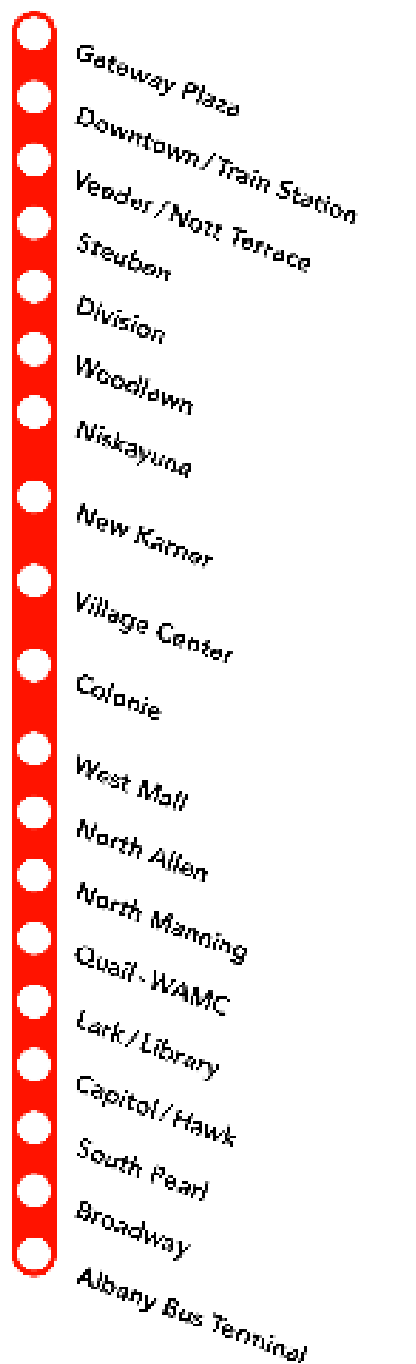 Gateway Plaza
Downtown/Train Station
Veeder/Nott Terrace
Steuben
Division
Woodlawn
Niskayuna
New Karner
Village Center
Colonie
West Mall
North Allen
North Manning
Quail-WAMC
Lark/Library
Capitol/Hawk
South Pearl
Broadway
Albany Bus Terminal